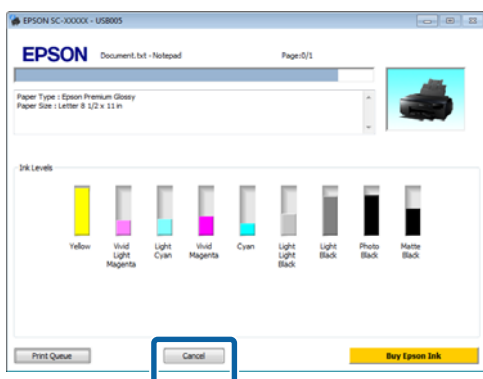 EPSON SC-XXXXX - USB005
EPSON Document.txt - Notepad Page:0/1
Paper Type : Epson Premium Glossy
Paper Size : Letter 8 1/2 x 11 in
Ink Levels
Yellow
Vivid
Light
Magenta
Light
Cyan
Vivid
Magenta
Cyan
Light
Light
Black
Light
Black
Photo
Black
Matte
Black
Print Queue Cancel Buy Epson Ink